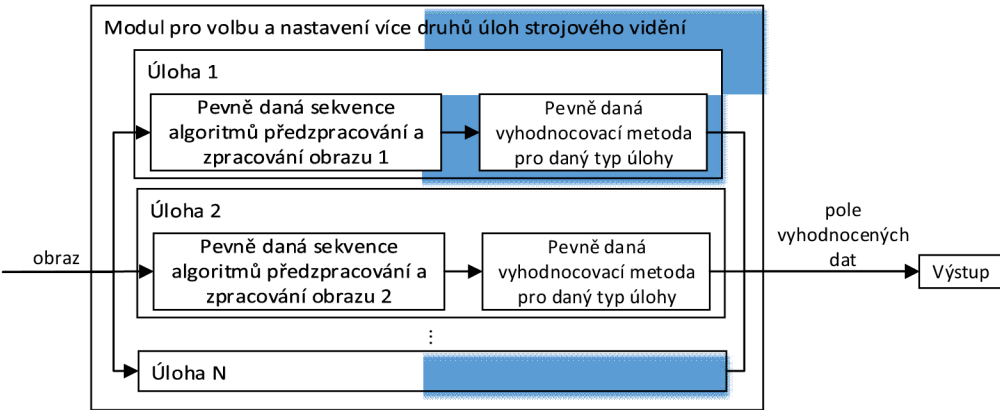 Modul pro volbu a nastavení více druhů úloh strojového vidění
Úloha 1
Pevně daná sekvence
algoritmů předzpracování a
zpracování obrazu 1
Pevně daná
vyhodnocovací metoda
pro daný typ úlohy
Úloha 2
Pevně daná sekvence
algoritmů předzpracování a
zpracování obrazu 2
Pevně daná
vyhodnocovací metoda
pro daný typ úlohy
⋮
Úloha N
obraz
pole
vyhodnocených
dat
Výstup